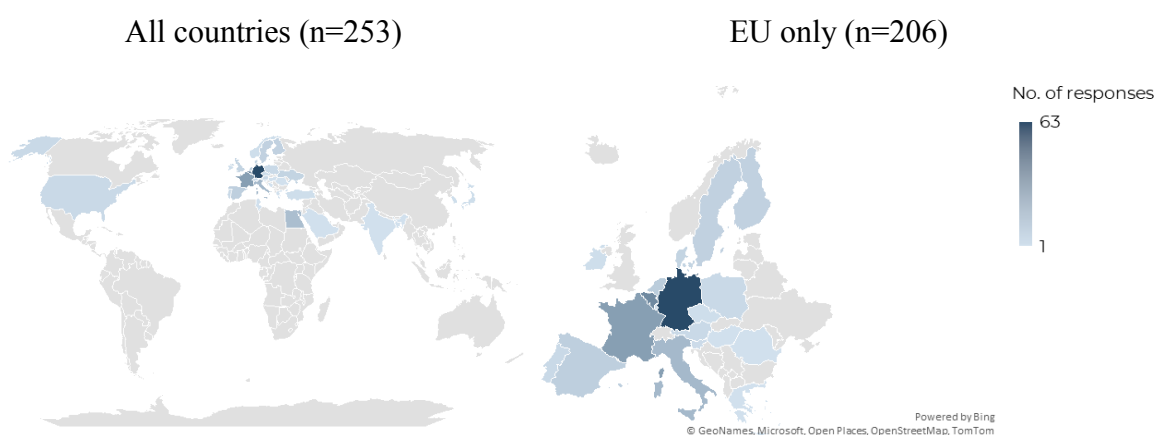 All countries (n=253)
EU only (n=206)
No. of responses
63
1
Powered by Bing
© GeoNames, Microsoft, Open Places, OpenStreetMap, TomTom